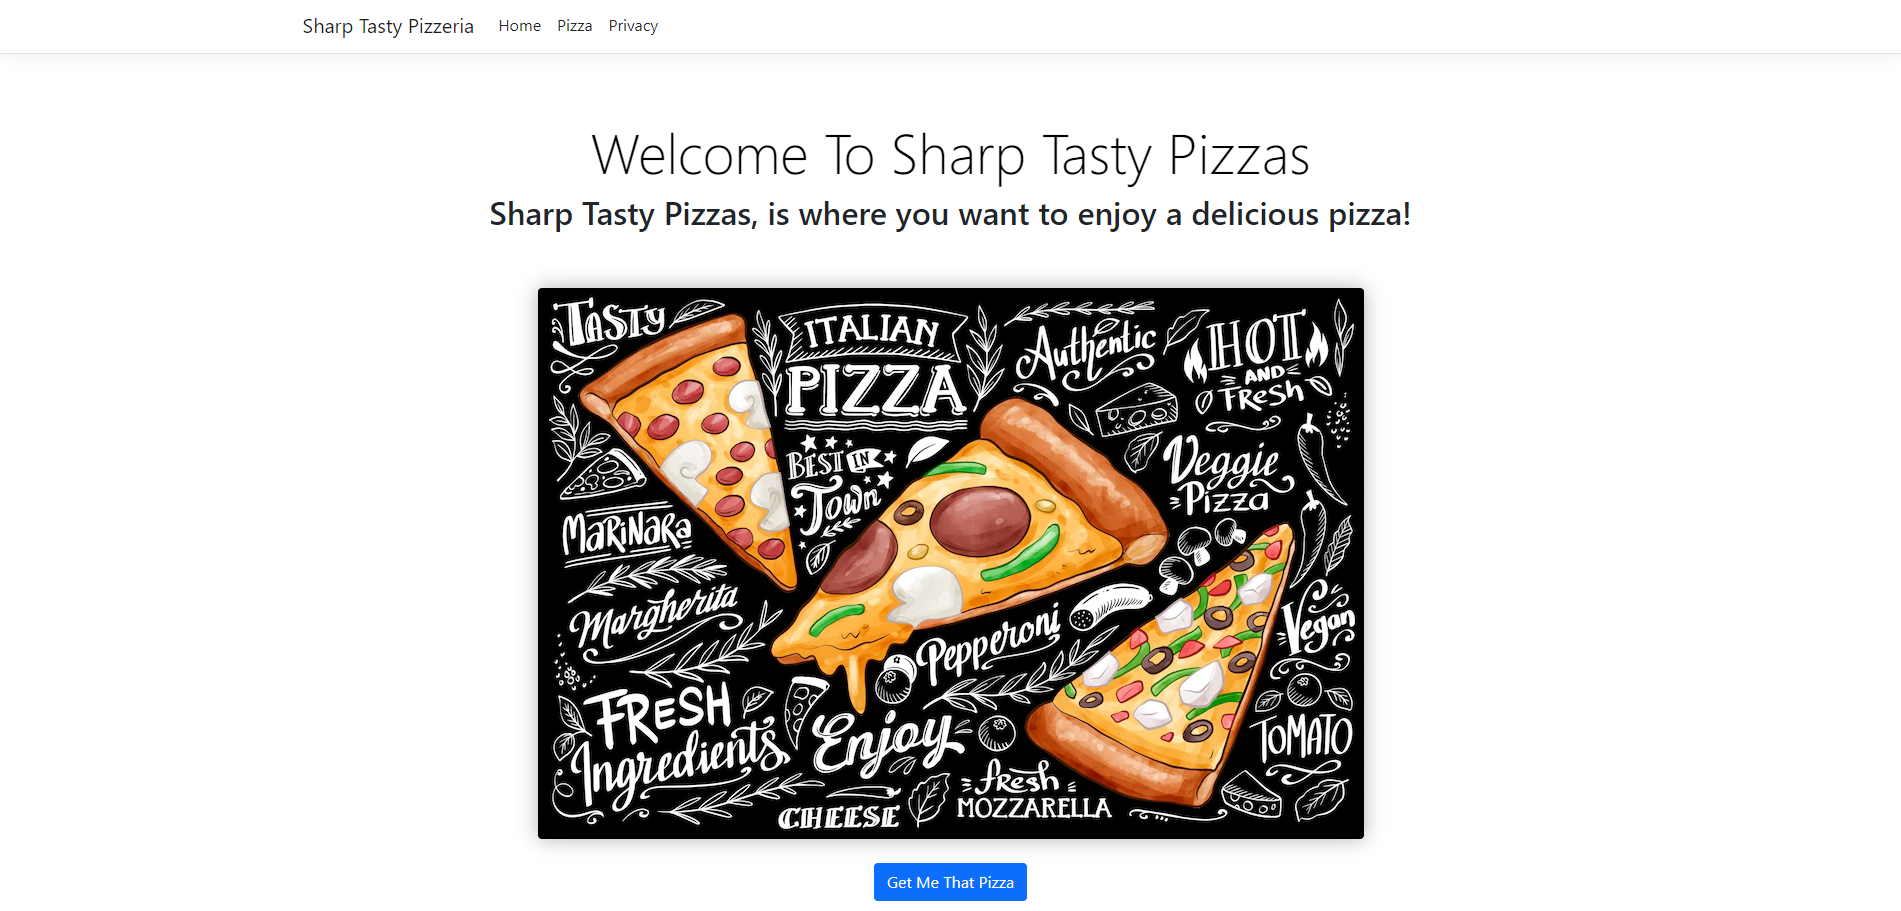 Sharp Tasty Pizzeria Home Pizza Privacy
Welcome To Sharp Tasty Pizzas
Sharp Tasty Pizzas, is where you want to enjoy a delicious pizza!
TASTY
ITALIAN
PIZZA
Authentic
HOT
AND
FRESH
BEST IN
Town
Veggie
Pizza
MARINARA
Margherita
Pepperoni
Vegan
FRESH
Ingredients
Enjoy
TOMATO
fresh
MOZZARELLA
CHEESE
Get Me That Pizza